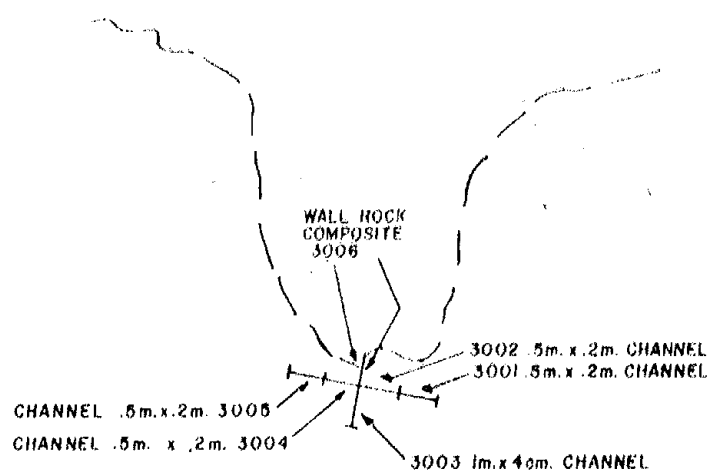 WALL ROCK
COMPOSITE
3006
3002 .5m. x .2m. CHANNEL
3001 .5m. x .2m. CHANNEL
CHANNEL .5m. x .2m. 3005
CHANNEL .5m. x .2m. 3004
3003 1m. x 4cm. CHANNEL